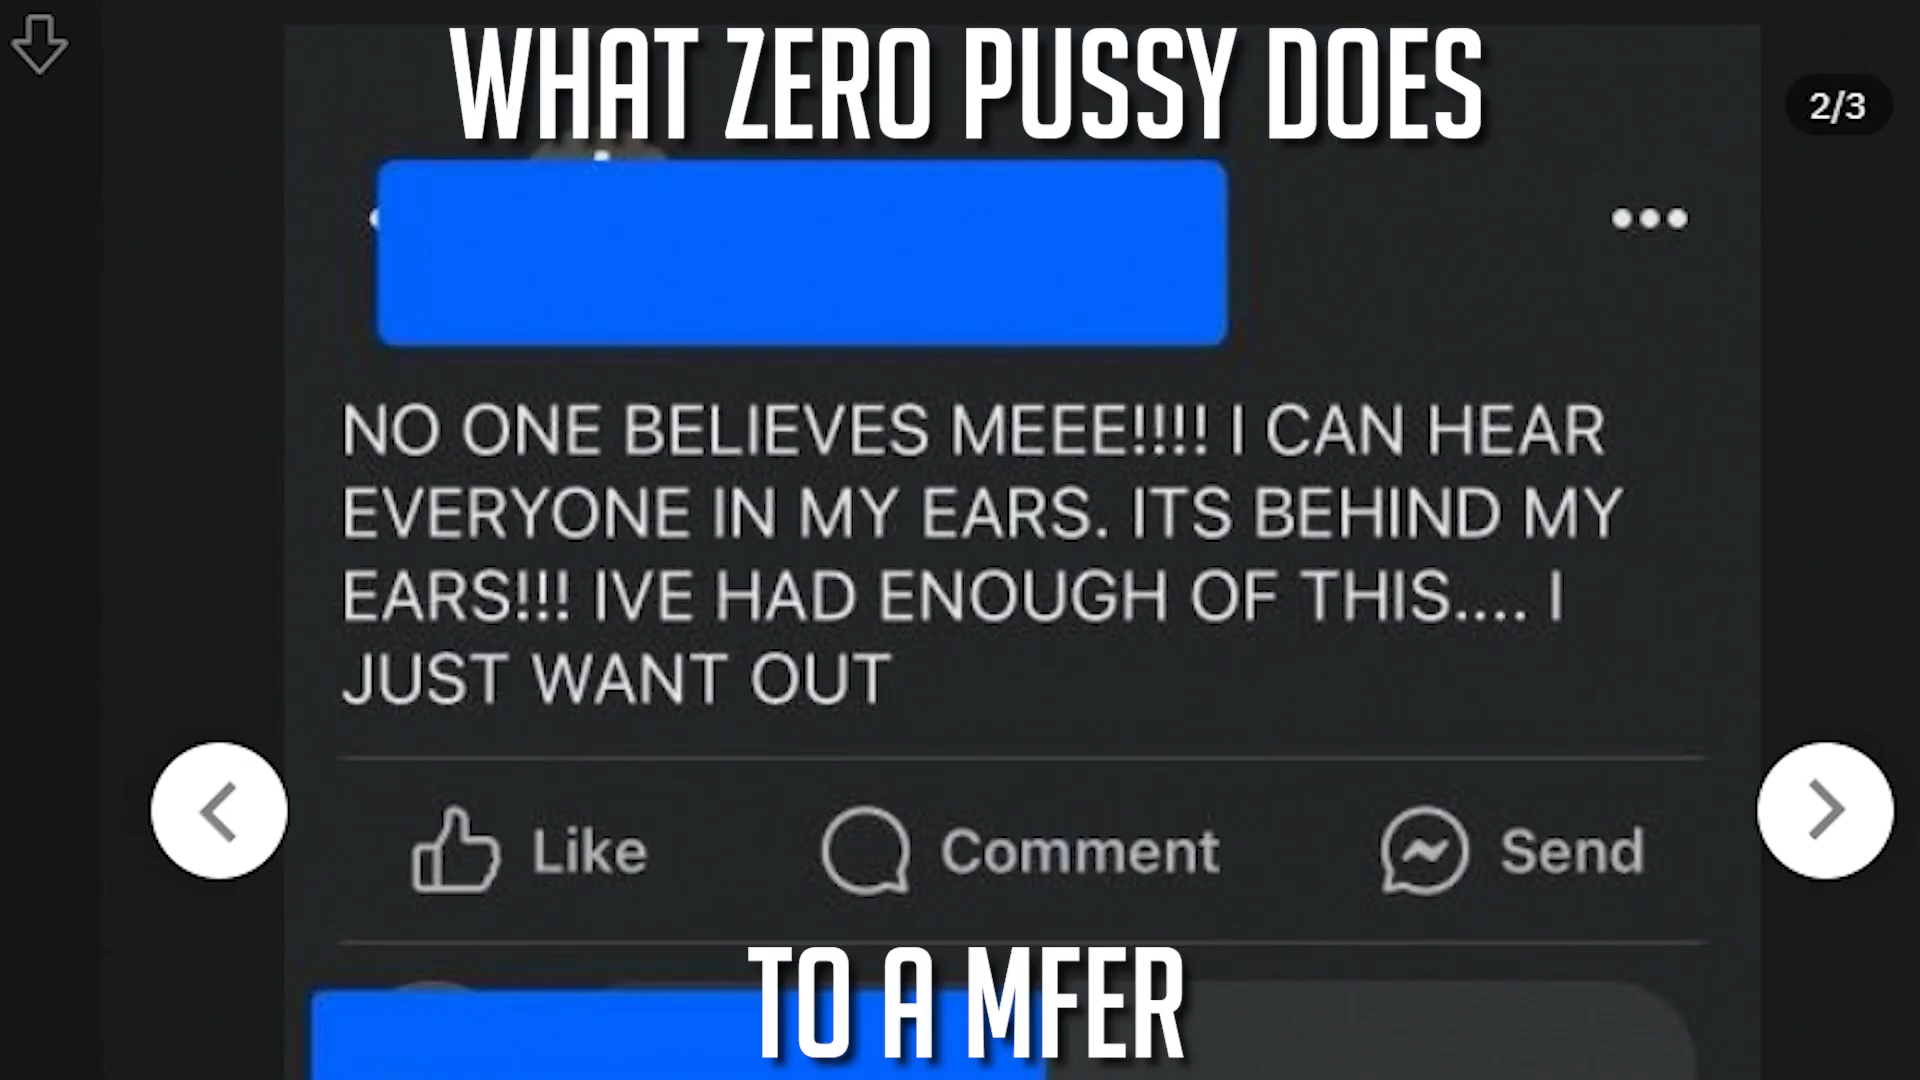 WHAT ZERO PUSSY DOES
2/3
NO ONE BELIEVES MEEE!!!! I CAN HEAR
EVERYONE IN MY EARS. ITS BEHIND MY
EARS!!! IVE HAD ENOUGH OF THIS.... I
JUST WANT OUT
Like Comment Send
TO A MFER